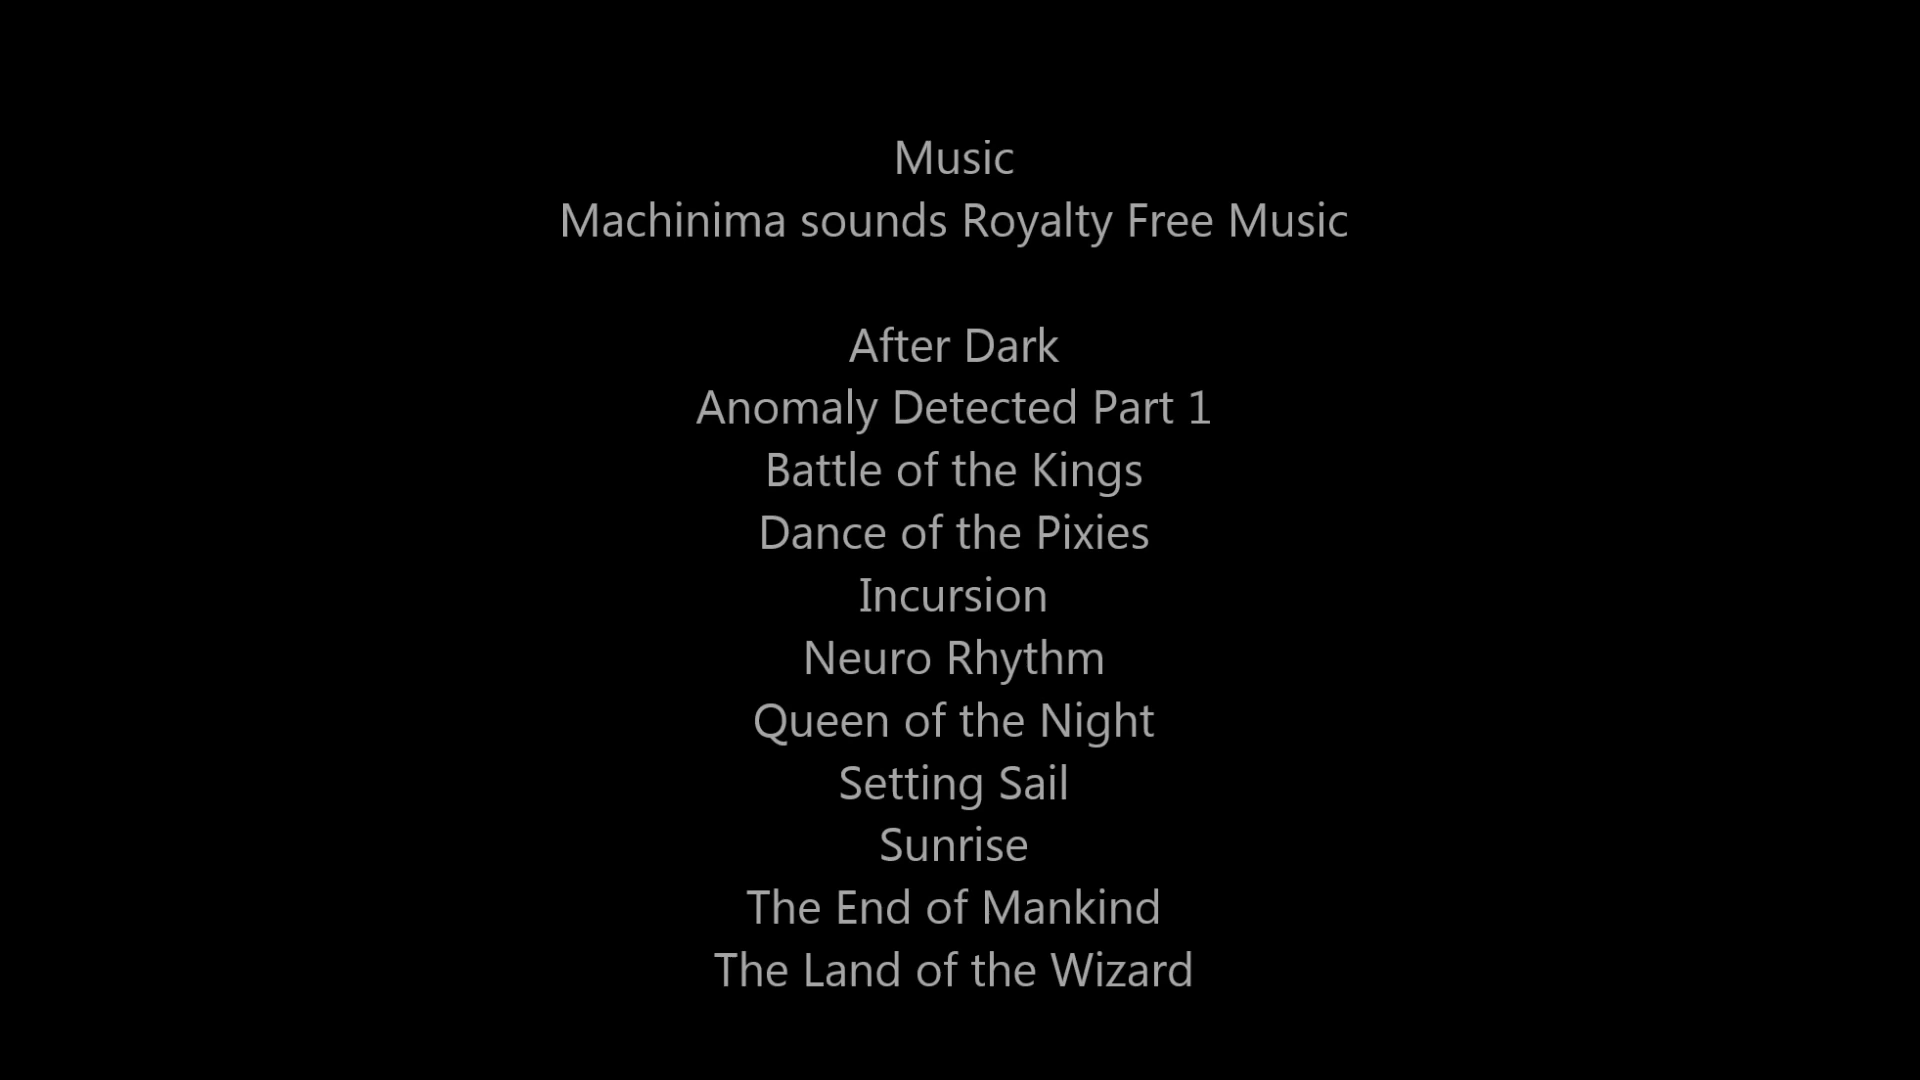 Music
Machinima sounds Royalty Free Music
After Dark
Anomaly Detected Part 1
Battle of the Kings
Dance of the Pixies
Incursion
Neuro Rhythm
Queen of the Night
Setting Sail
Sunrise
The End of Mankind
The Land of the Wizard